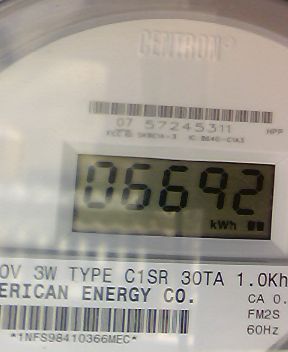 CENTRON®
07 57245311
HPP
06692
kWh
0V 3W TYPE C1SR 30TA 1.0Kh
ERICAN ENERGY CO.
CA 0.
FM2S
60Hz
*1NFS98410366MEC*